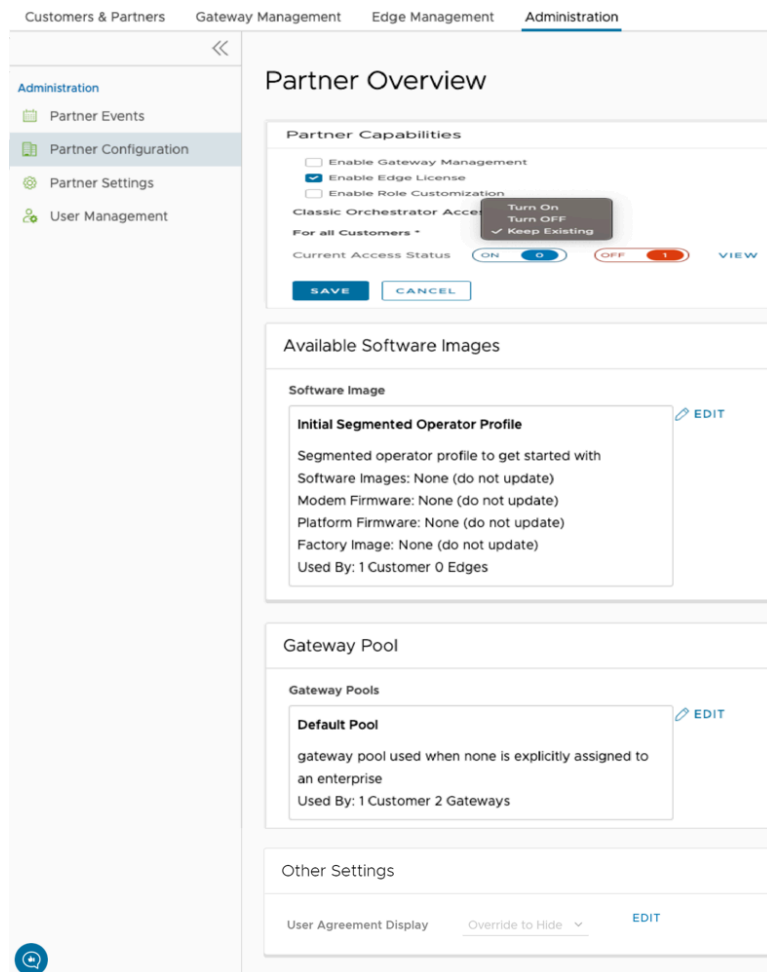 Customers & Partners Gateway Management Edge Management Administration
Administration
Partner Events
Partner Configuration
Partner Settings
User Management
Partner Overview
Partner Capabilities
Enable Gateway Management
Enable Edge License
Enable Role Customization
Classic Orchestrator Acce
Turn On
Turn OFF
Keep Existing
For all Customers *
Current Access Status ON 0 OFF 1 VIEW
SAVE CANCEL
Available Software Images
Software Image
EDIT
Initial Segmented Operator Profile
Segmented operator profile to get started with
Software Images: None (do not update)
Modem Firmware: None (do not update)
Platform Firmware: None (do not update)
Factory Image: None (do not update)
Used By: 1 Customer 0 Edges
Gateway Pool
Gateway Pools
EDIT
Default Pool
gateway pool used when none is explicitly assigned to
an enterprise
Used By: 1 Customer 2 Gateways
Other Settings
User Agreement Display Override to Hide EDIT